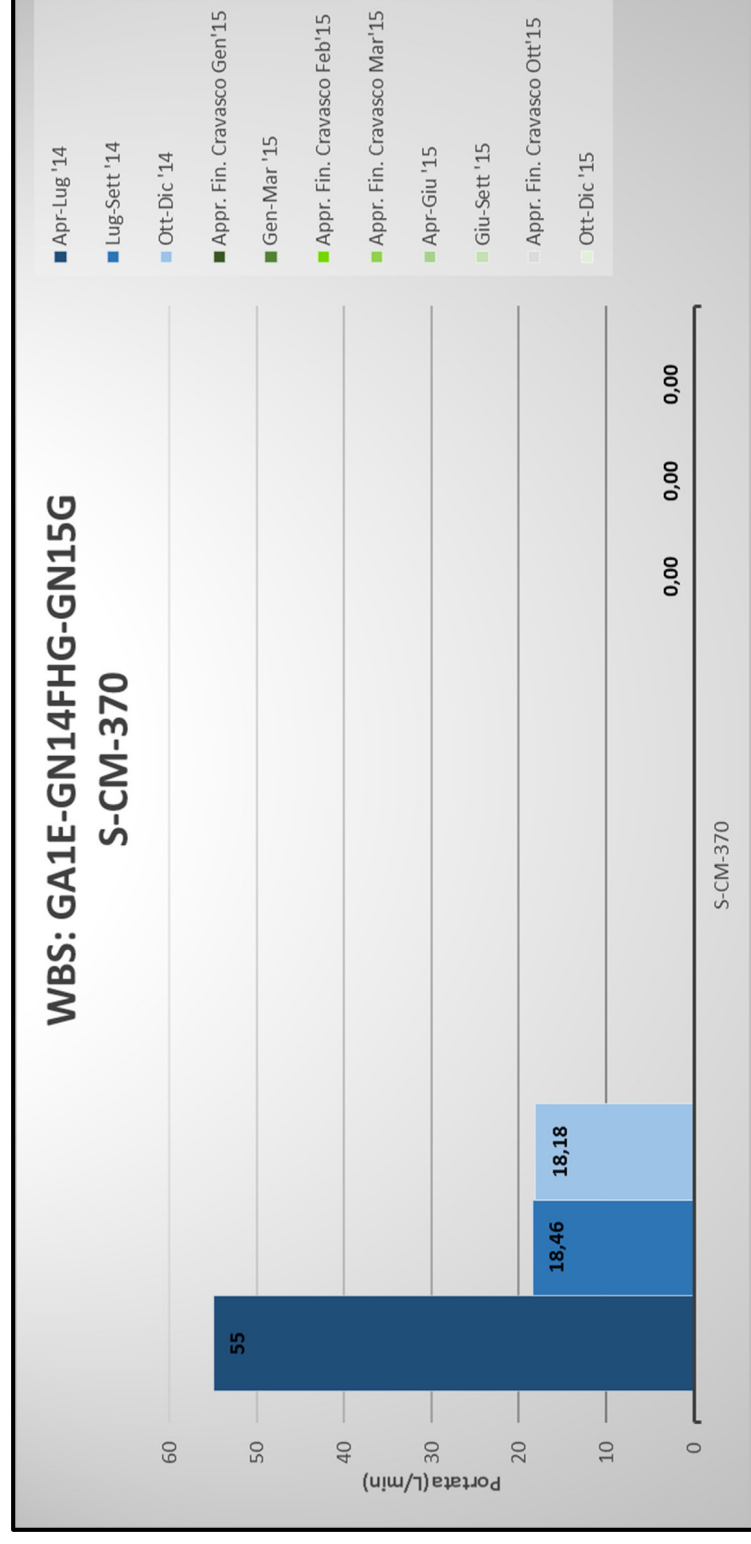 WBS: GA1E-GN14FHG-GN15G
S-CM-370
Portata(L/min)
60
50
40
30
20
10
0
55
18,46
18,18
0,00
0,00
0,00
S-CM-370
Apr-Lug '14
Lug-Sett '14
Ott-Dic '14
Appr. Fin. Cravasco Gen'15
Gen-Mar '15
Appr. Fin. Cravasco Feb'15
Appr. Fin. Cravasco Mar'15
Apr-Giu '15
Giu-Sett '15
Appr. Fin. Cravasco Ott'15
Ott-Dic '15